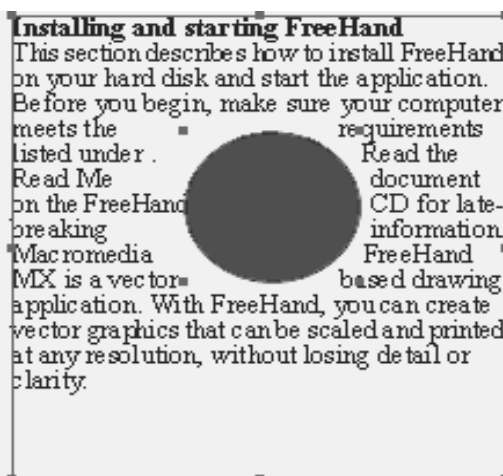 Installing and starting FreeHand
This section describes how to install FreeHand
on your hard disk and start the application.
Before you begin, make sure your computer
meets the requirements
listed under . Read the
Read Me document
on the FreeHand CD for late-
breaking information.
Macromedia FreeHand
MX is a vector- based drawing
application. With FreeHand, you can create
vector graphics that can be scaled and printed
at any resolution, without losing detail or
clarity.